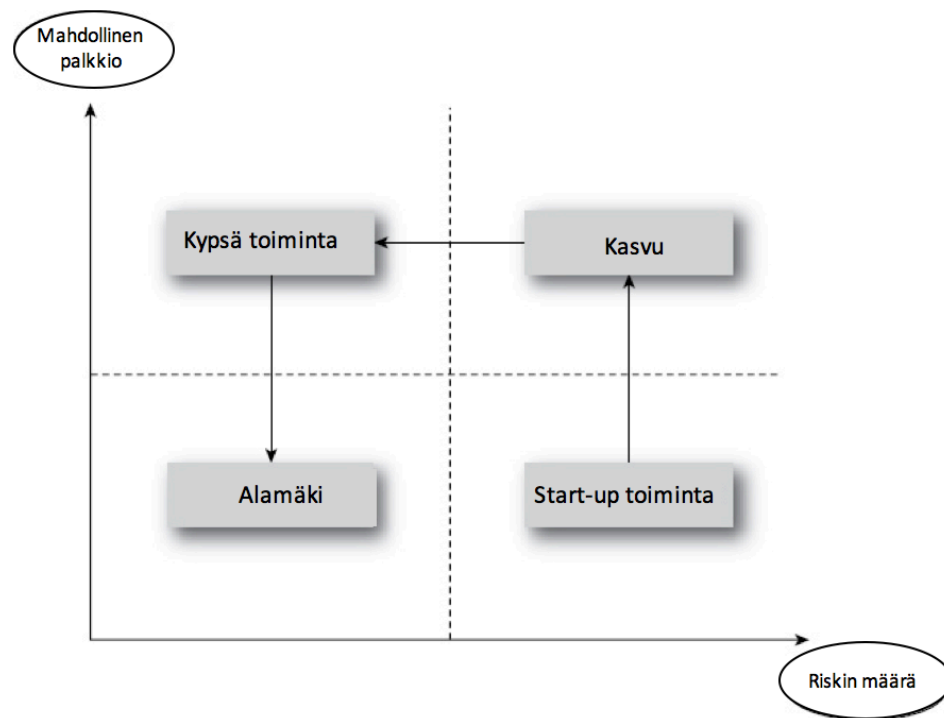 Mahdollinen
palkkio
Kypsä toiminta
Kasvu
Alamäki
Start-up toiminta
Riskin määrä